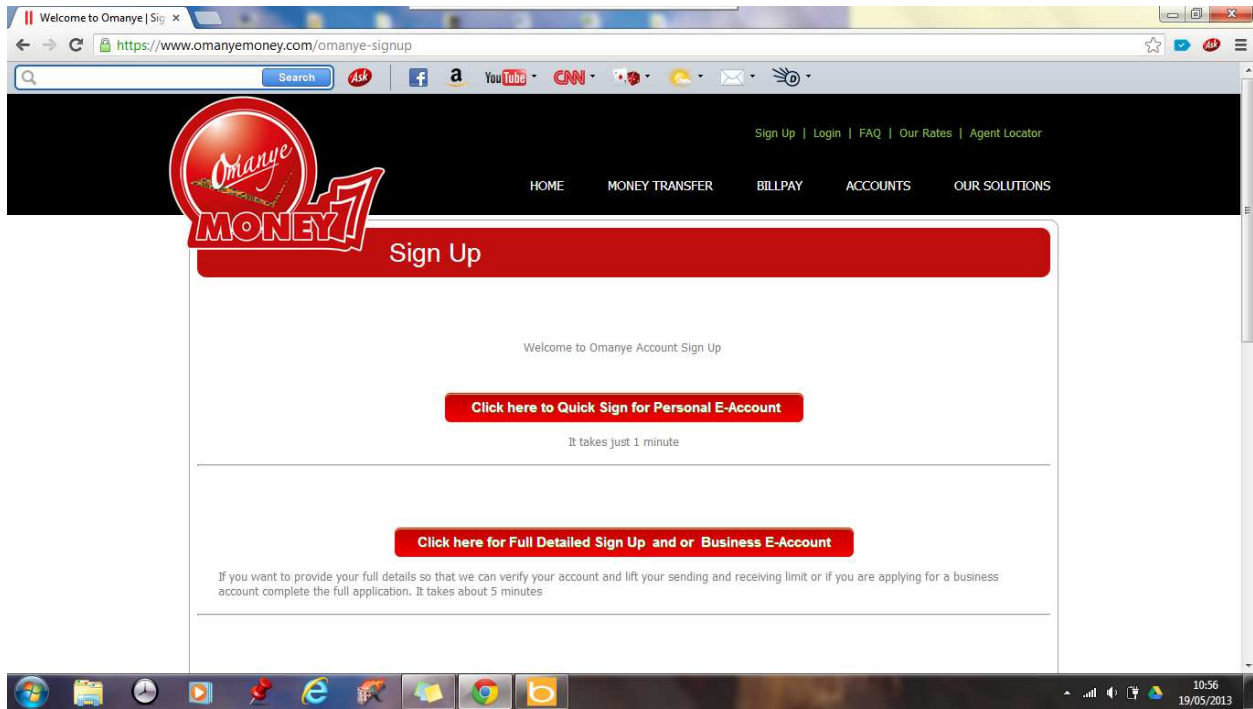 Welcome to Omanye | Sig
https://www.omanyemoney.com/omanye-signup
Ask
Search
Ask
a
You Tube
CNN
Omanye
MONEY
Sign Up | Login | FAQ | Our Rates | Agent Locator
HOME MONEY TRANSFER BILLPAY ACCOUNTS OUR SOLUTIONS
Sign Up
Welcome to Omanye Account Sign Up
Click here to Quick Sign for Personal E-Account
It takes just 1 minute
Click here for Full Detailed Sign Up and or Business E-Account
If you want to provide your full details so that we can verify your account and lift your sending and receiving limit or if you are applying for a business
account complete the full application. It takes about 5 minutes
10:56
19/05/2013